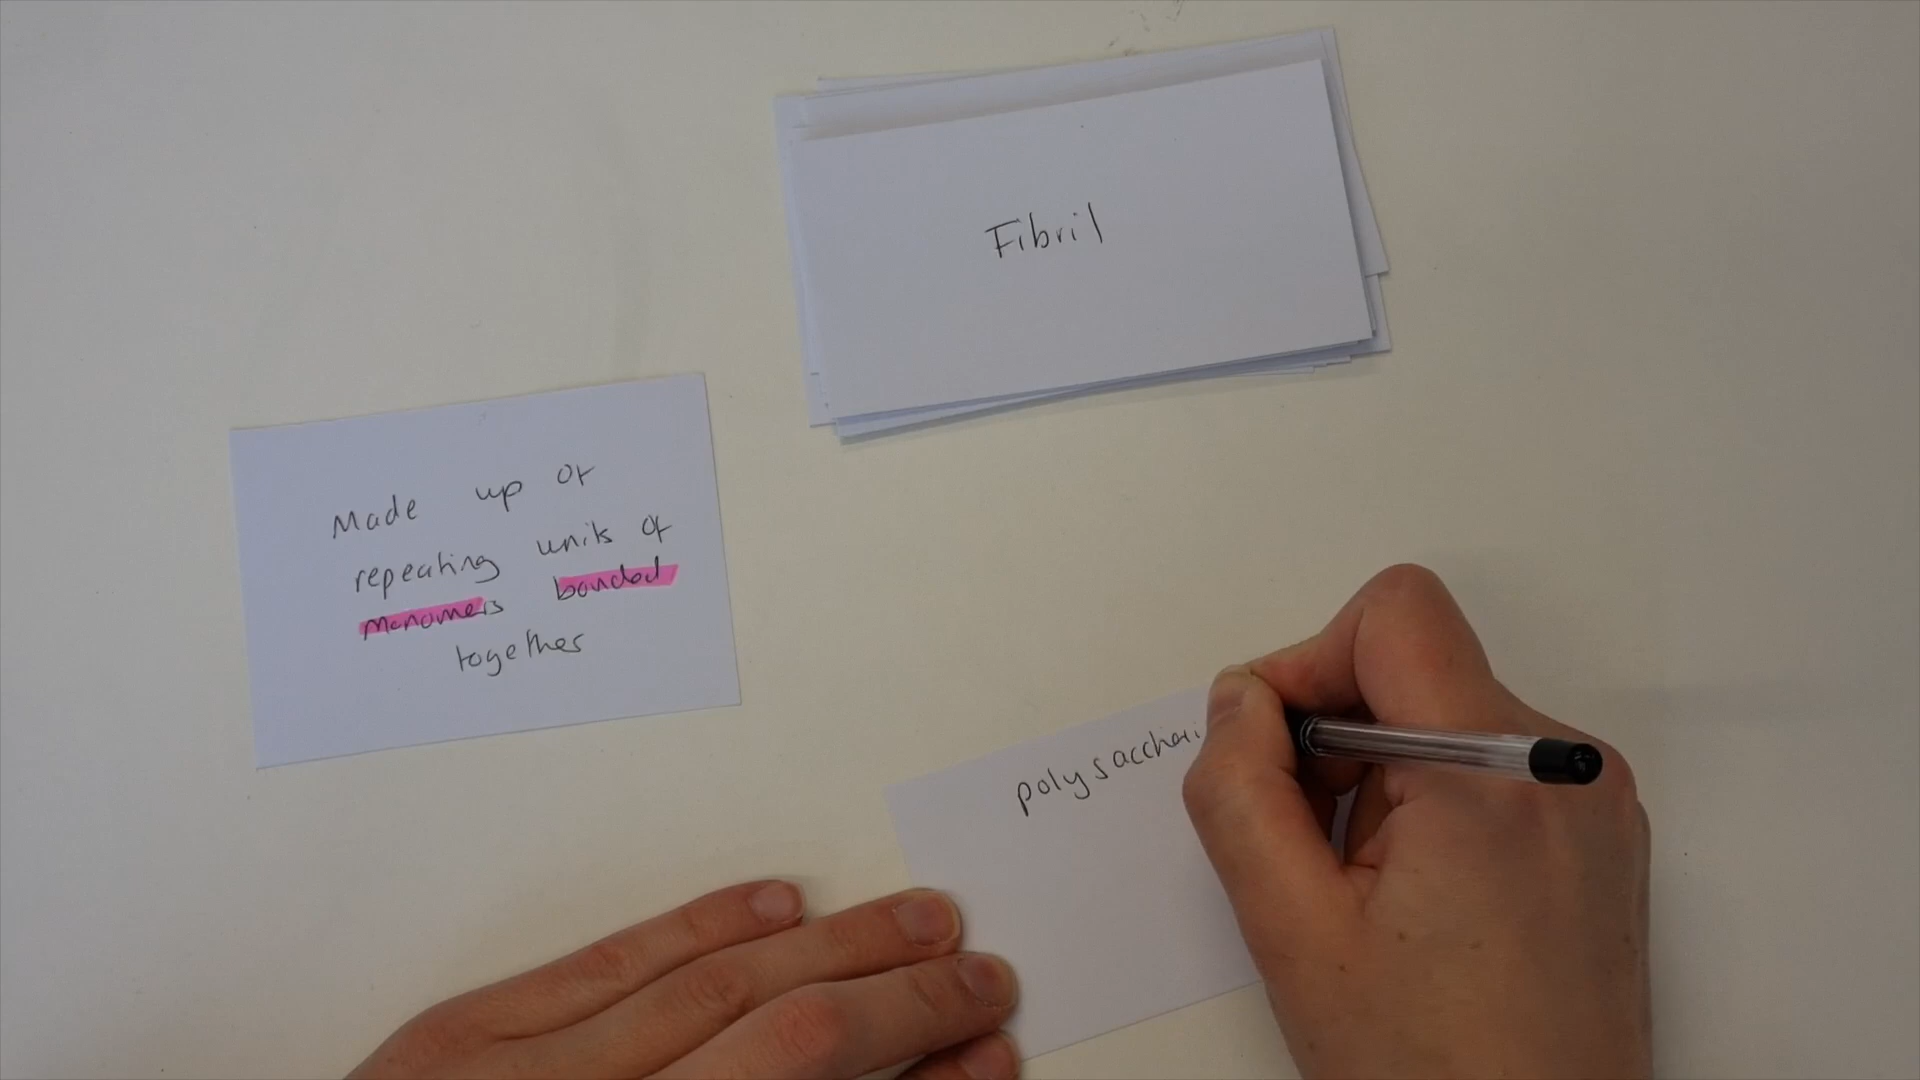 Fibril
Made up of
repeating units of
monomers bonded
together
polysacchari